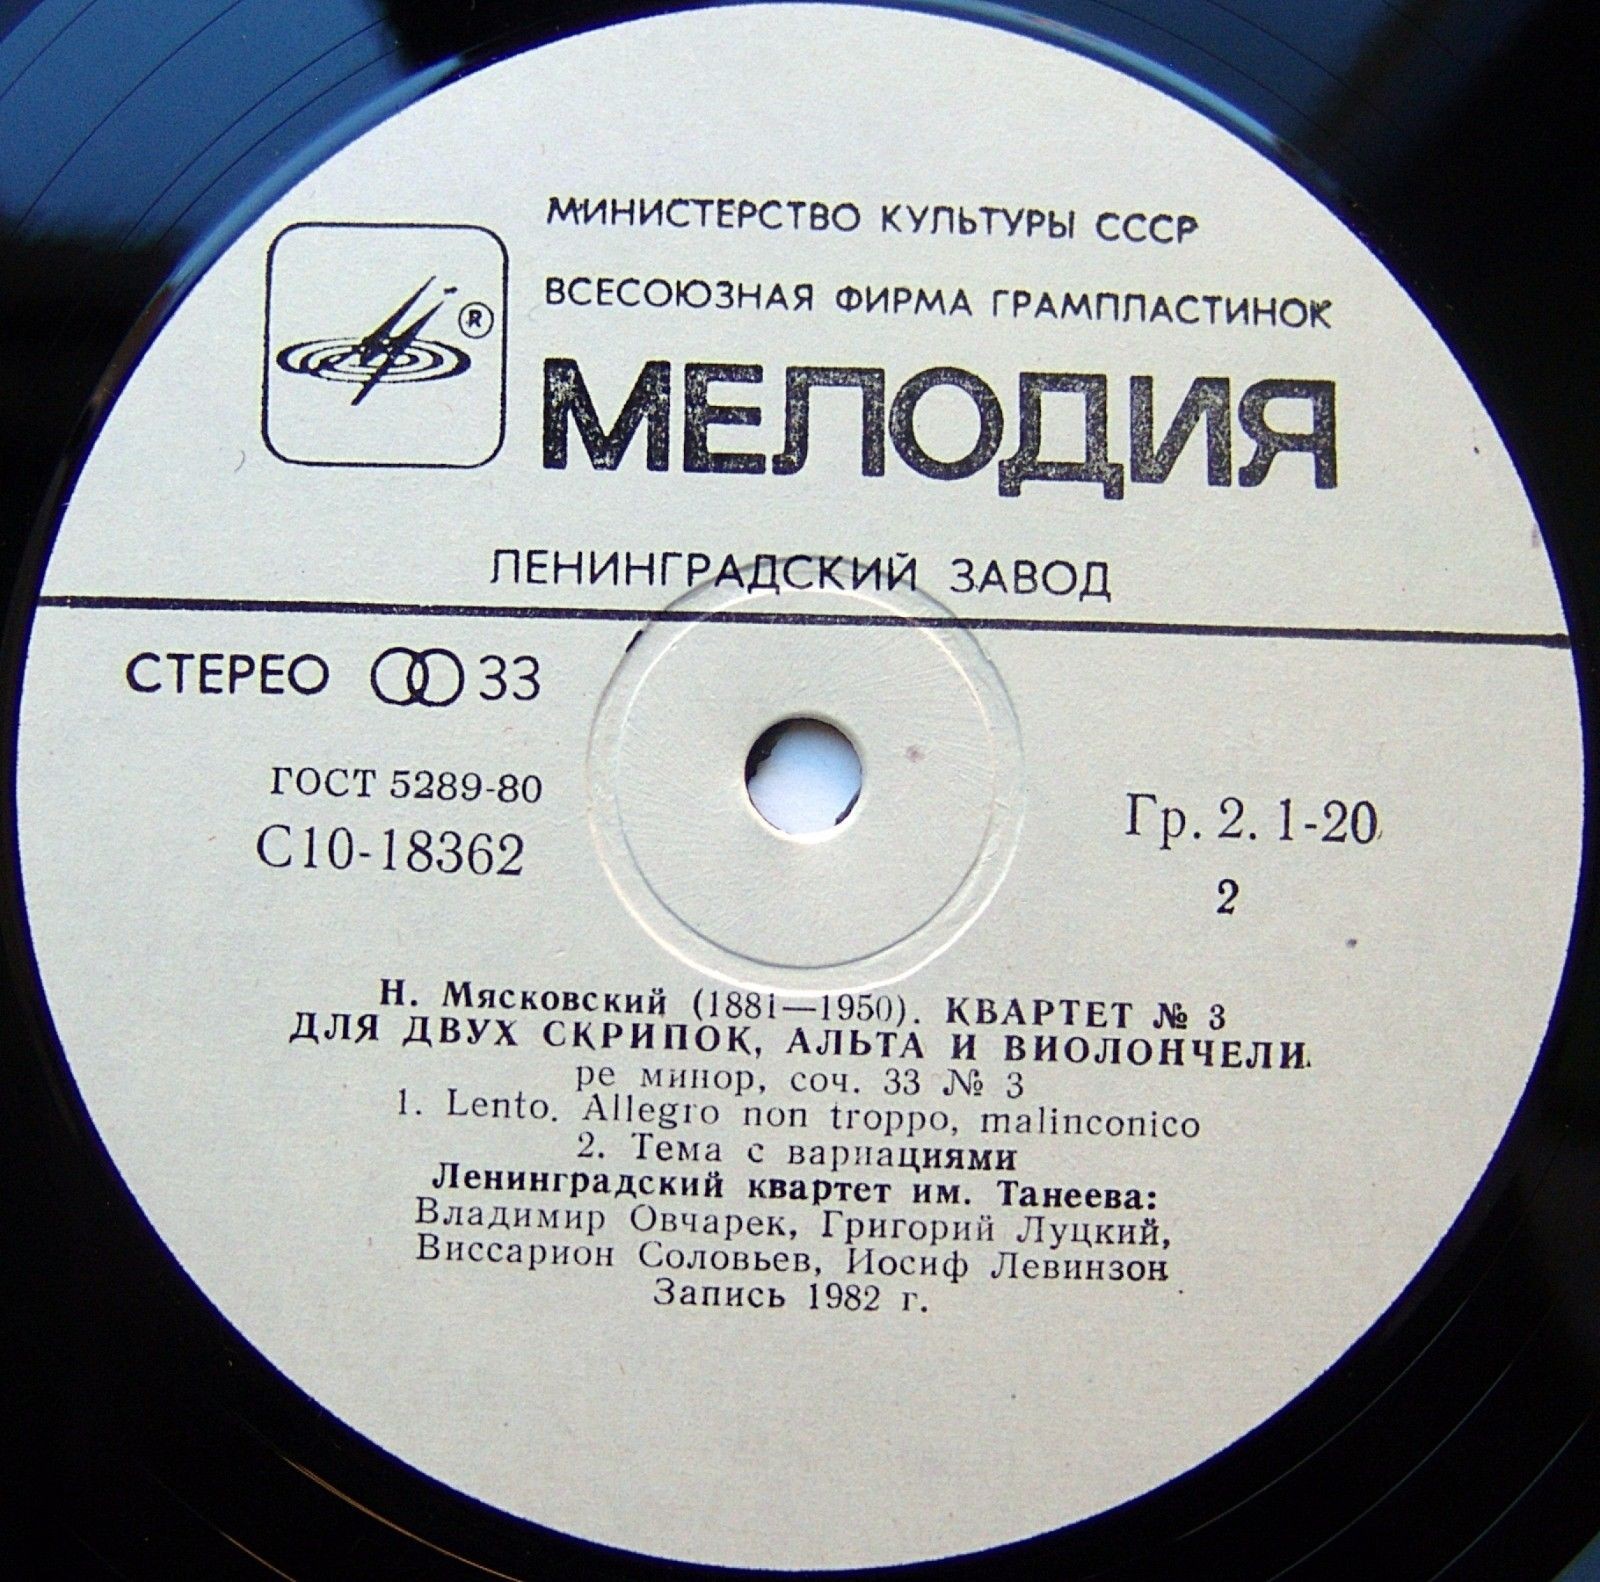 МИНИСТЕРСТВО КУЛЬТУРЫ СССР
ВСЕСОЮЗНАЯ ФИРМА ГРАМПЛАСТИНОК
®
МЕЛОДИЯ
ЛЕНИНГРАДСКИЙ ЗАВОД
СТЕРЕО 33
ГОСТ 5289-80
С10-18362
Гр. 2. 1-20
2
Н. Мясковский (1881—1950). КВАРТЕТ № 3
ДЛЯ ДВУХ СКРИПОК, АЛЬТА И ВИОЛОНЧЕЛИ.
ре минор, соч. 33 № 3
1. Lento. Allegro non troppo, malinconico
2. Тема с вариациями
Ленинградский квартет им. Танеева:
Владимир Овчарек, Григорий Луцкий,
Виссарион Соловьев, Иосиф Левинзон
Запись 1982 г.